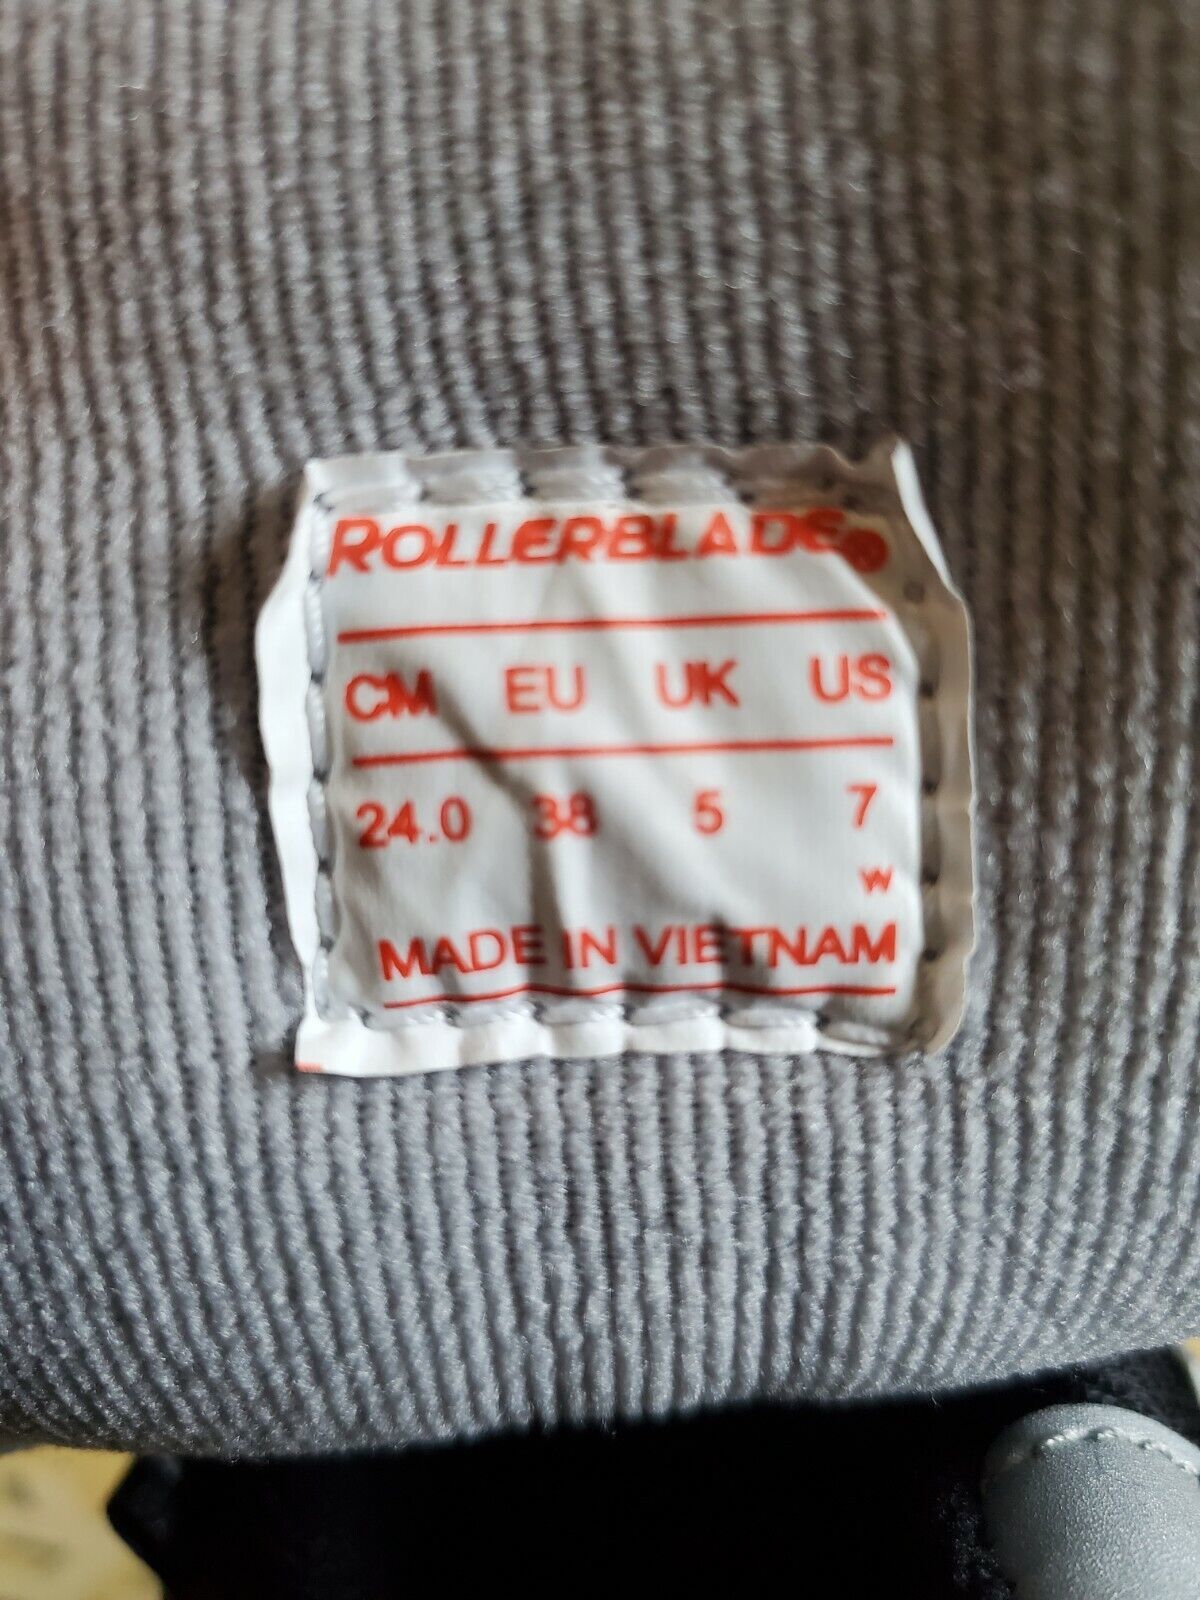 ROLLERBLADE®
CM EU UK US
24.0 38 5 7
w
MADE IN VIETNAM